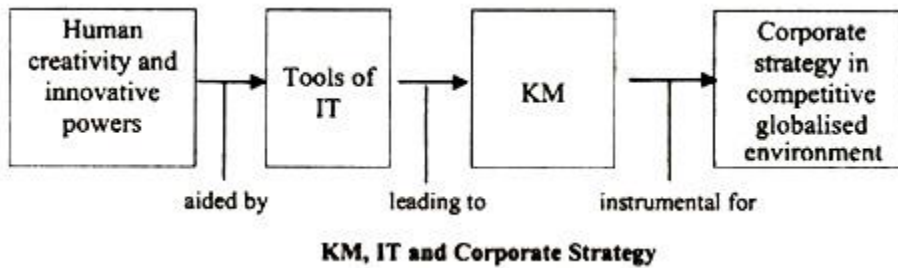 Human
creativity and
innovative
powers
Tools of
IT
KM
Corporate
strategy in
competitive
globalised
environment
aided by
leading to
instrumental for
KM, IT and Corporate Strategy